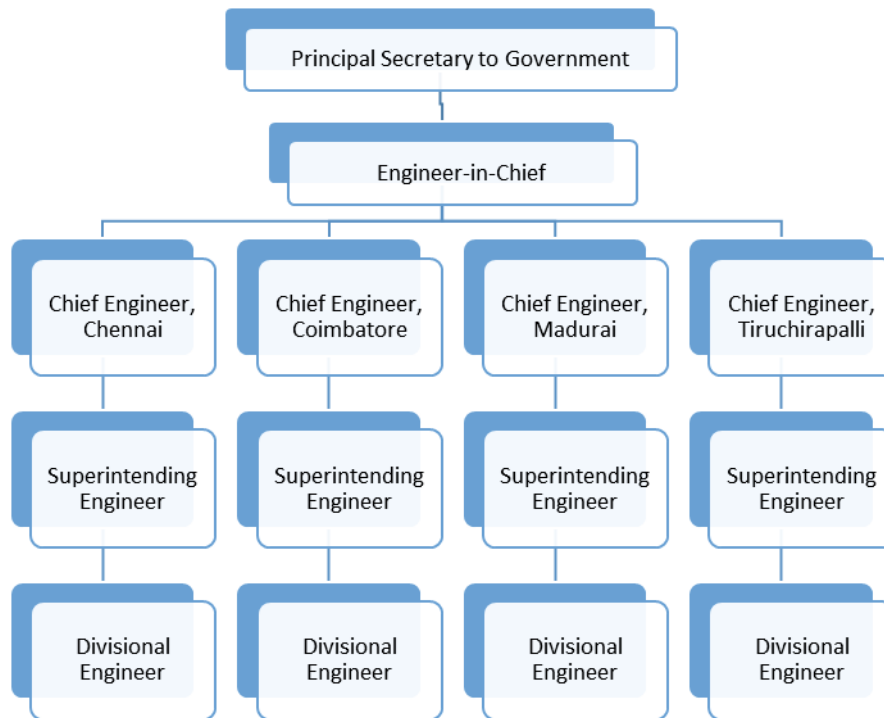 Principal Secretary to Government
Engineer-in-Chief
Chief Engineer,
Chennai
Chief Engineer,
Coimbatore
Chief Engineer,
Madurai
Chief Engineer,
Tiruchirapalli
Superintending
Engineer
Superintending
Engineer
Superintending
Engineer
Superintending
Engineer
Divisional
Engineer
Divisional
Engineer
Divisional
Engineer
Divisional
Engineer